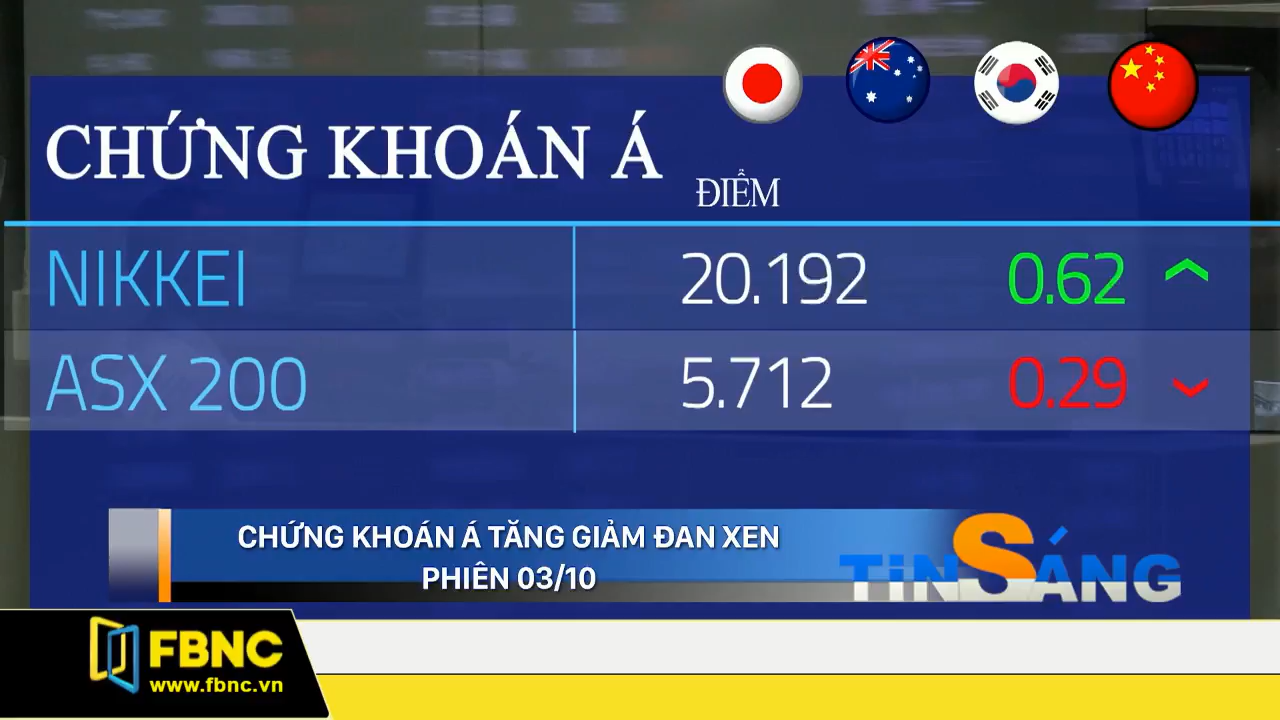 CHỨNG KHOÁN Á
ĐIỂM
NIKKEI 20.192 0.62
ASX 200 5.712 0.29
CHỨNG KHOÁN Á TĂNG GIẢM ĐAN XEN
PHIÊN 03/10
TiN SÁNG
FBNC
www.fbnc.vn